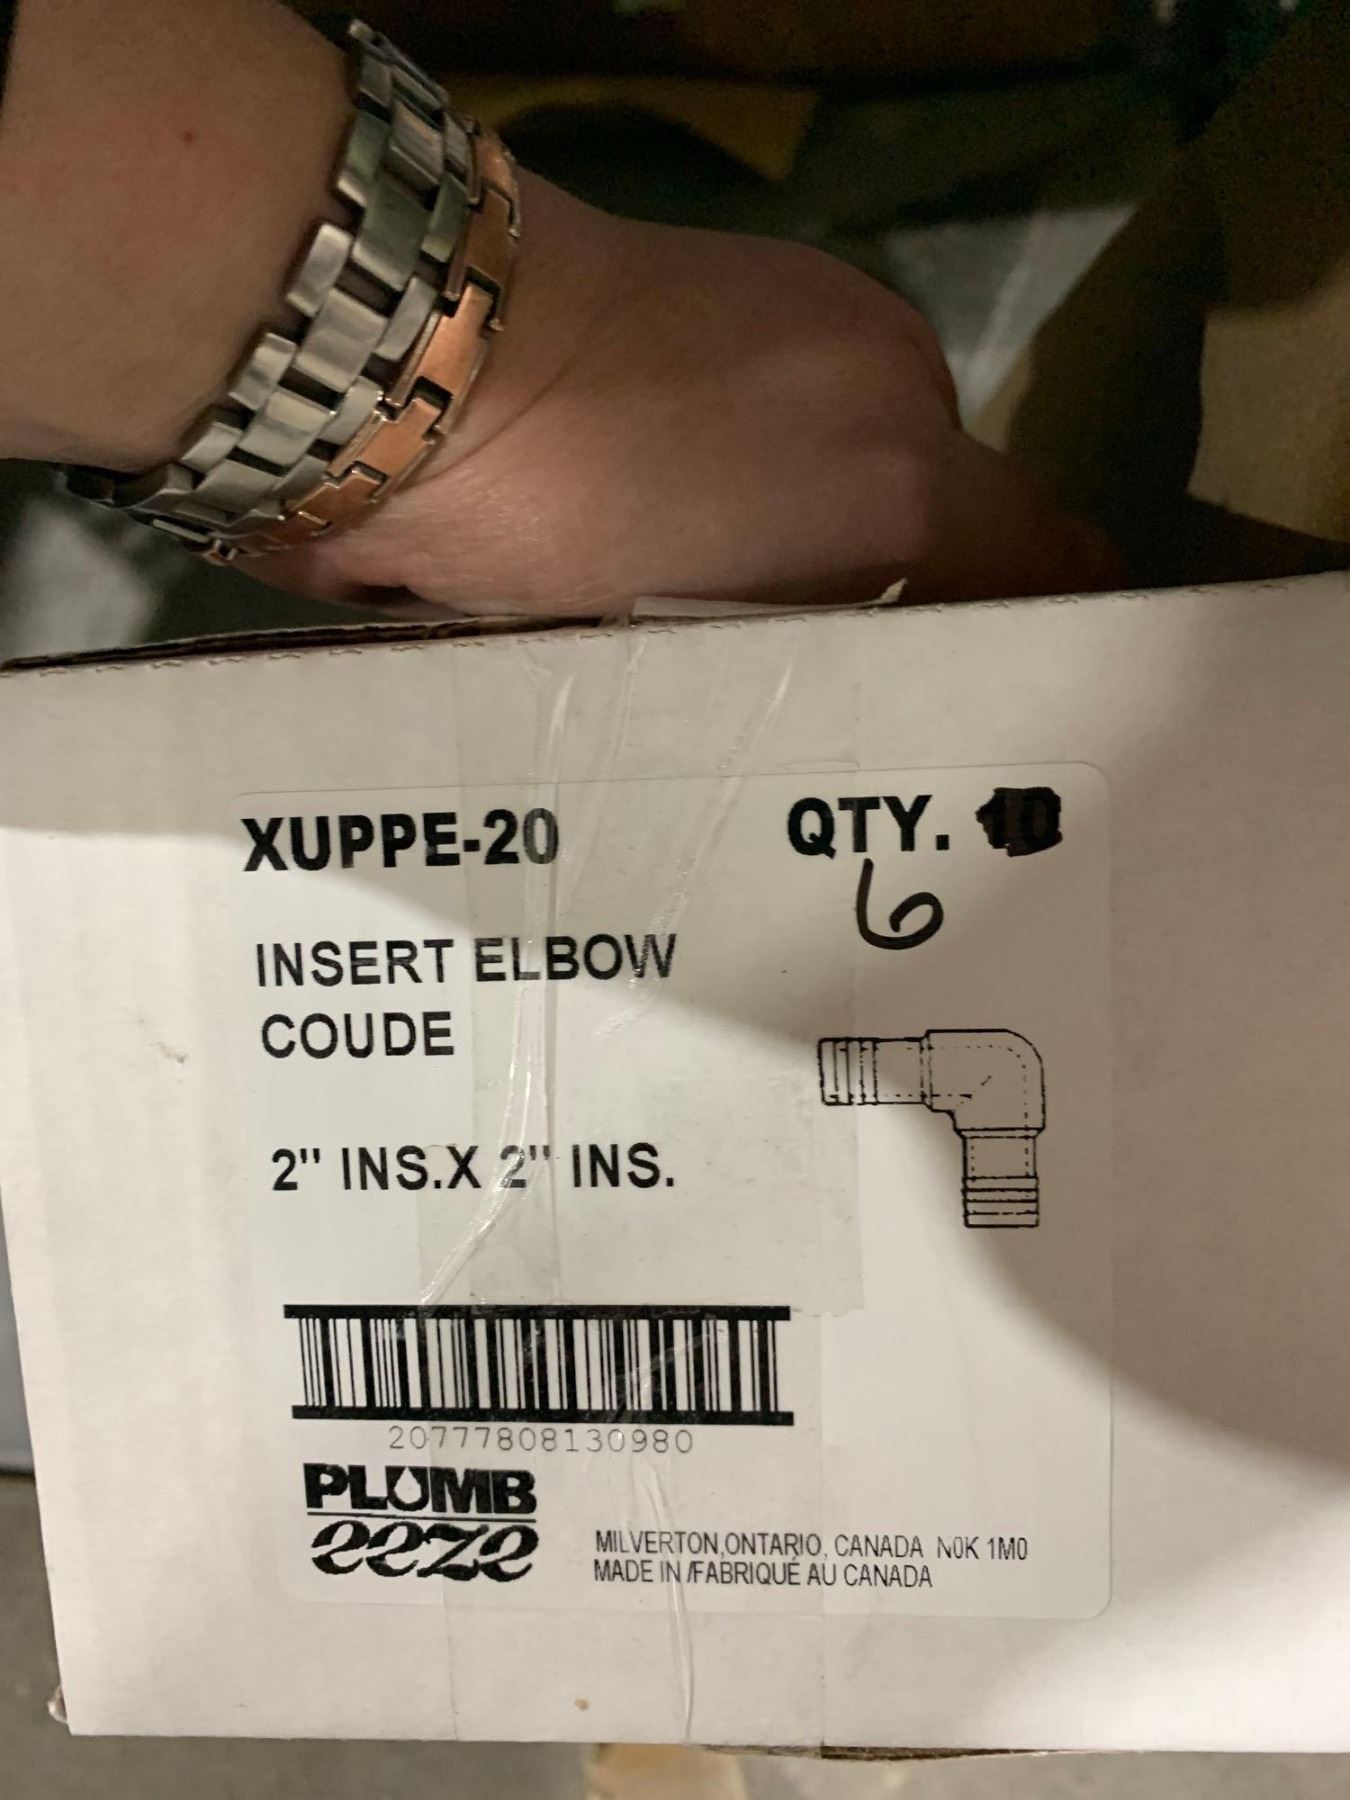 XUPPE-20 QTY. 10
6
INSERT ELBOW
COUDE
2" INS.X 2" INS.
20777808130980
PLUMB
eeze
MILVERTON,ONTARIO, CANADA N0K 1M0
MADE IN /FABRIQUÉ AU CANADA